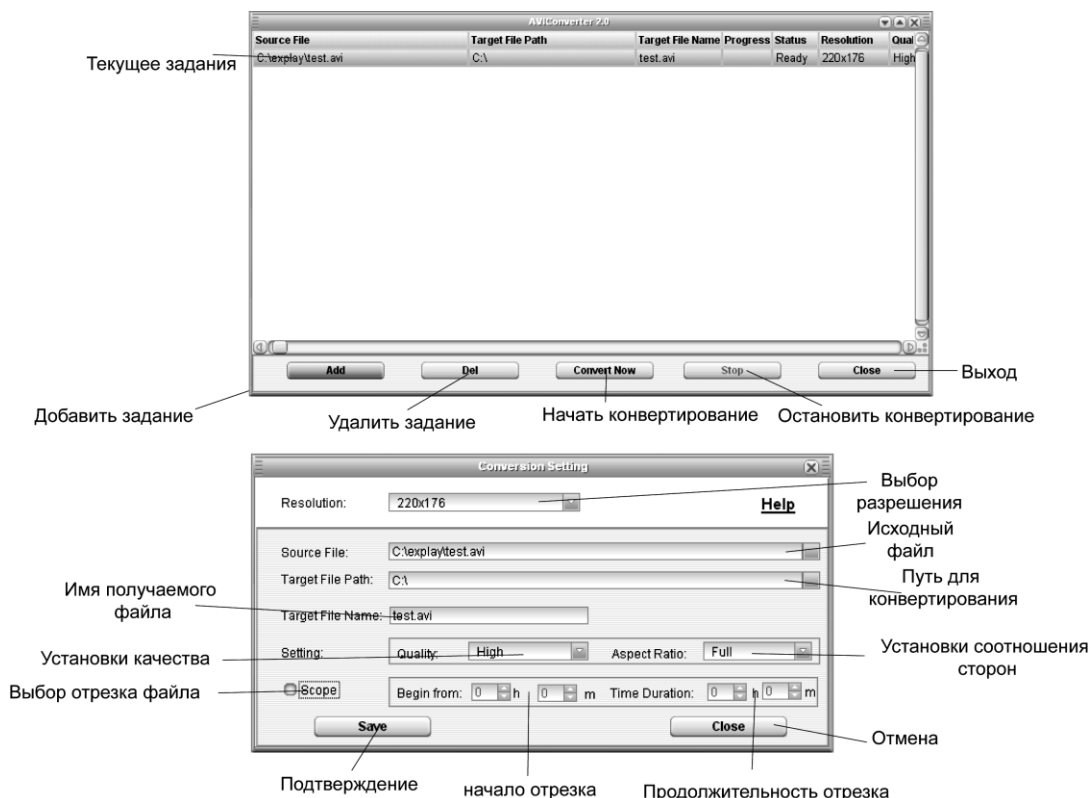 AViConverter 2.0
Source File Target File Path Target File Name Progress Status Resolution Qual
Текущее задания
C:\explay\test.avi C:\ test.avi Ready 220x176 High
Add Del Convert Now Stop Close
Выход
Добавить задание
Удалить задание
Начать конвертирование
Остановить конвертирование
Conversion Setting
Resolution: 220x176 Help
Выбор
разрешения
Исходный
файл
Source File: C:\explay\test.avi
Target File Path: C:\
Путь для
конвертирования
Имя получаемого
файла
Target File Name: test.avi
Setting: Quality: High Aspect Ratio: Full
Установки качества
Установки соотношения
сторон
Выбор отрезка файла
Scope Begin from: 0 h 0 m Time Duration: 0 h 0 m
Save Close
Отмена
Подтверждение
начало отрезка
Продолжительность отрезка